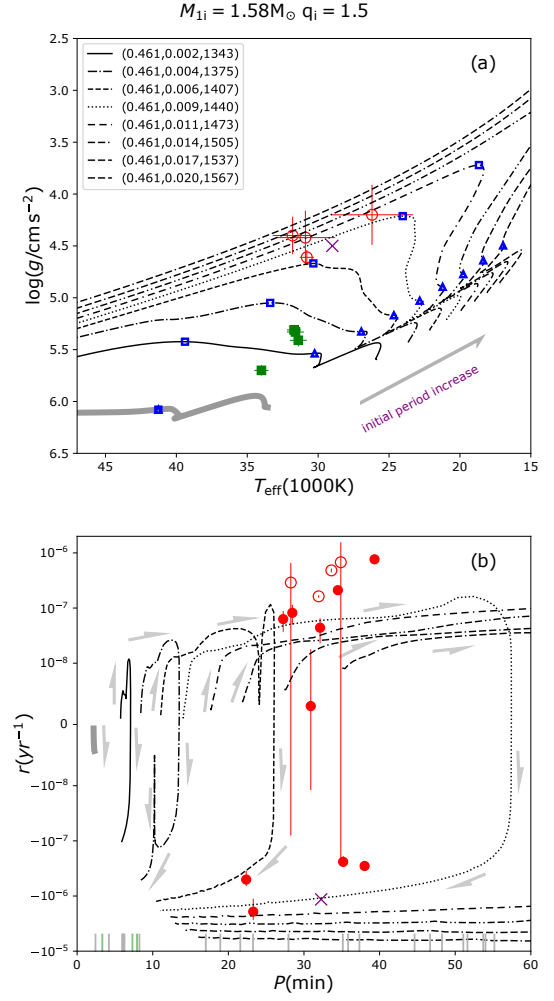 M₁ᵢ = 1.58M⊙ qᵢ = 1.5
(a)
(0.461,0.002,1343)
(0.461,0.004,1375)
(0.461,0.006,1407)
(0.461,0.009,1440)
(0.461,0.011,1473)
(0.461,0.014,1505)
(0.461,0.017,1537)
(0.461,0.020,1567)
log(g/cm s⁻²)
2.5
3.0
3.5
4.0
4.5
5.0
5.5
6.0
6.5
initial period increase
45 40 35 30 25 20 15
T_eff(1000K)
(b)
r(yr⁻¹)
10⁻⁶
10⁻⁷
10⁻⁸
0
−10⁻⁸
−10⁻⁷
−10⁻⁶
−10⁻⁵
0 10 20 30 40 50 60
P(min)